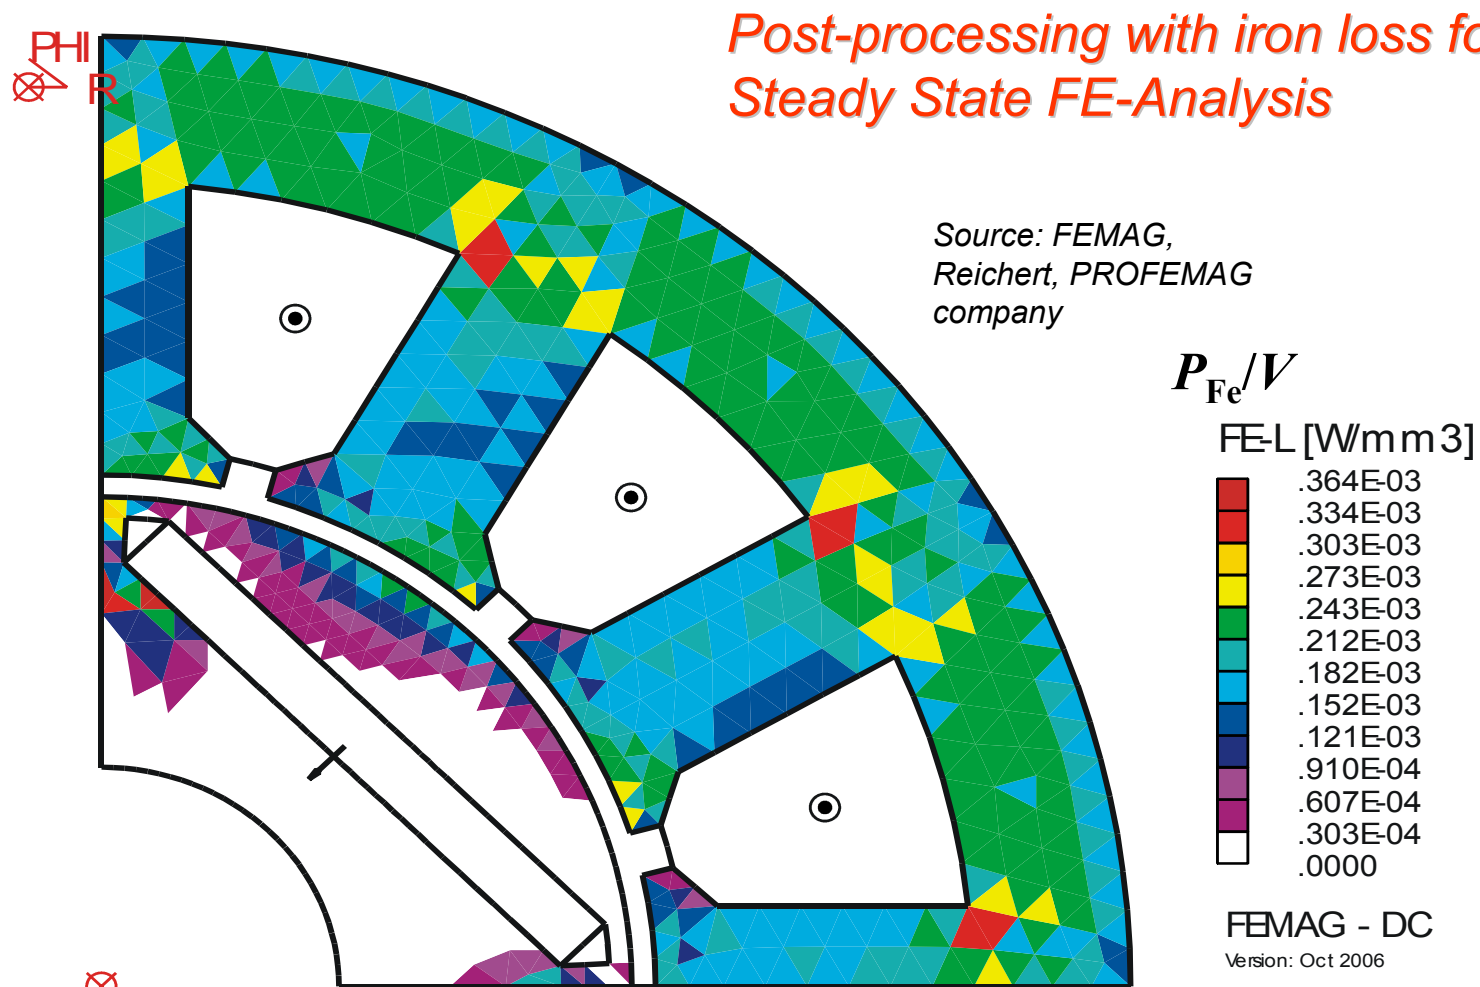 Post-processing with iron loss fo
Steady State FE-Analysis
PHI
R
Source: FEMAG,
Reichert, PROFEMAG
company
P_Fe/V
FE-L [W/mm3]
.364E-03
.334E-03
.303E-03
.273E-03
.243E-03
.212E-03
.182E-03
.152E-03
.121E-03
.910E-04
.607E-04
.303E-04
.0000
FEMAG - DC
Version: Oct 2006